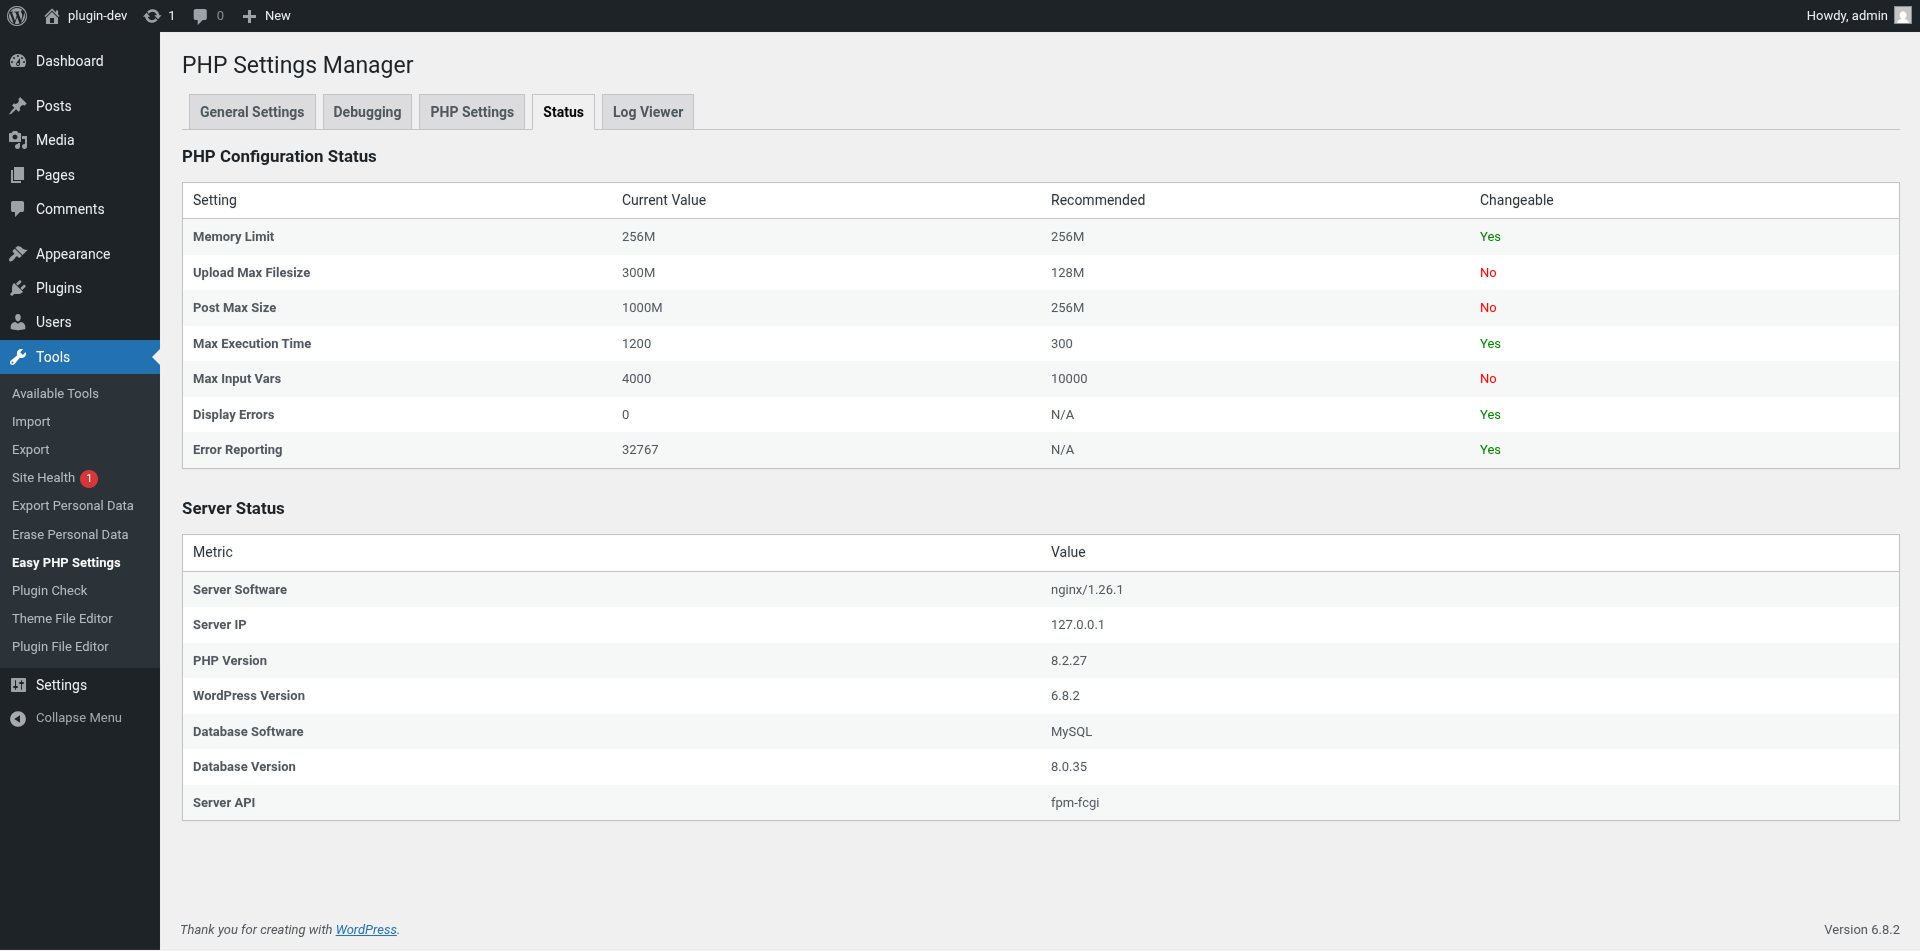 plugin-dev 1 0 New Howdy, admin
Dashboard
Posts
Media
Pages
Comments
Appearance
Plugins
Users
Tools
Available Tools
Import
Export
Site Health 1
Export Personal Data
Erase Personal Data
Easy PHP Settings
Plugin Check
Theme File Editor
Plugin File Editor
Settings
Collapse Menu
PHP Settings Manager
General Settings Debugging PHP Settings Status Log Viewer
PHP Configuration Status
Setting Current Value Recommended Changeable
Memory Limit 256M 256M Yes
Upload Max Filesize 300M 128M No
Post Max Size 1000M 256M No
Max Execution Time 1200 300 Yes
Max Input Vars 4000 10000 No
Display Errors 0 N/A Yes
Error Reporting 32767 N/A Yes
Server Status
Metric Value
Server Software nginx/1.26.1
Server IP 127.0.0.1
PHP Version 8.2.27
WordPress Version 6.8.2
Database Software MySQL
Database Version 8.0.35
Server API fpm-fcgi
Thank you for creating with WordPress. Version 6.8.2